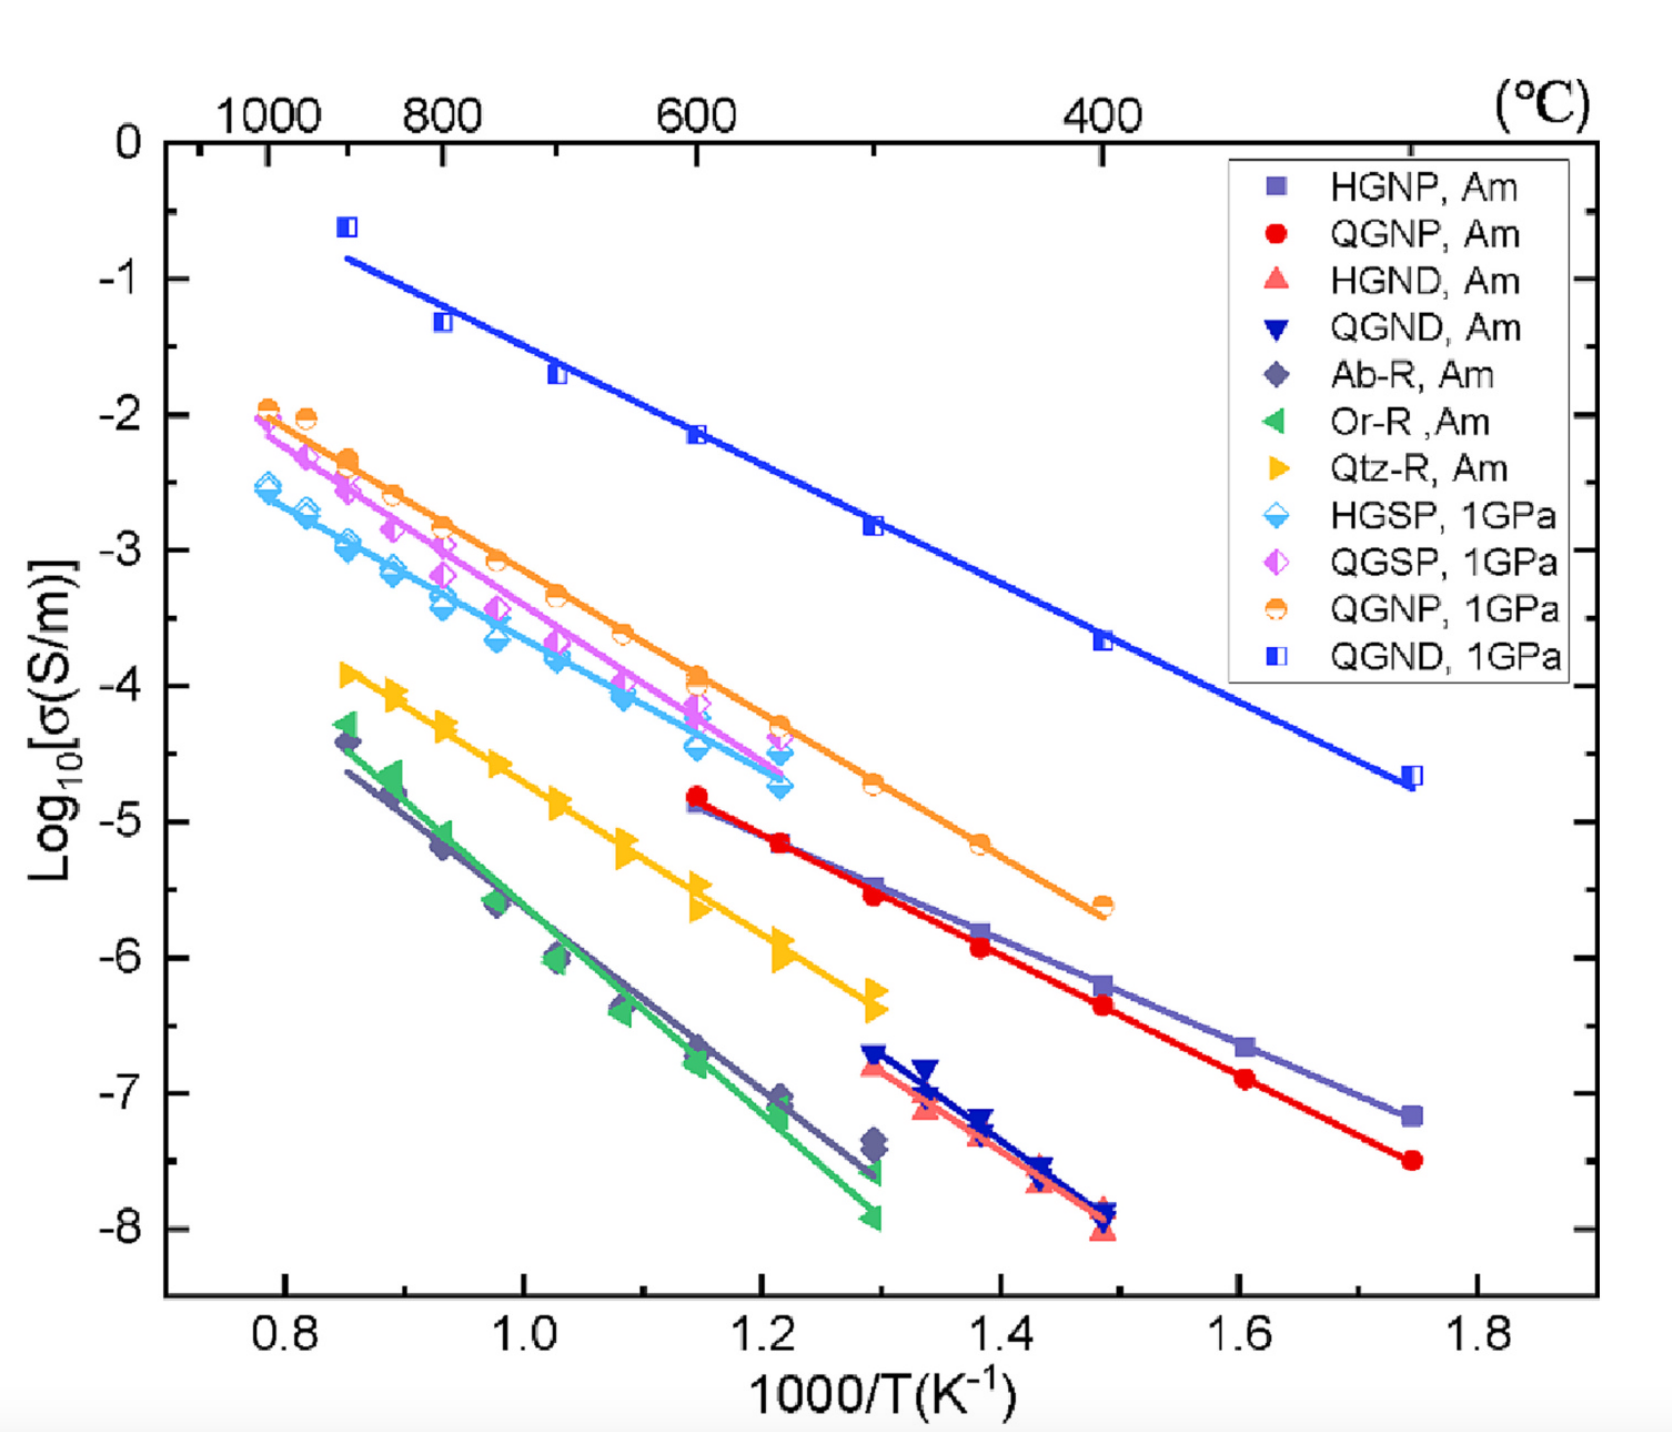 1000 800 600 400 (℃)
0
-1
-2
-3
-4
-5
-6
-7
-8
Log10[σ(S/m)]
HGNP, Am
QGNP, Am
HGND, Am
QGND, Am
Ab-R, Am
Or-R ,Am
Qtz-R, Am
HGSP, 1GPa
QGSP, 1GPa
QGNP, 1GPa
QGND, 1GPa
0.8 1.0 1.2 1.4 1.6 1.8
1000/T(K-1)